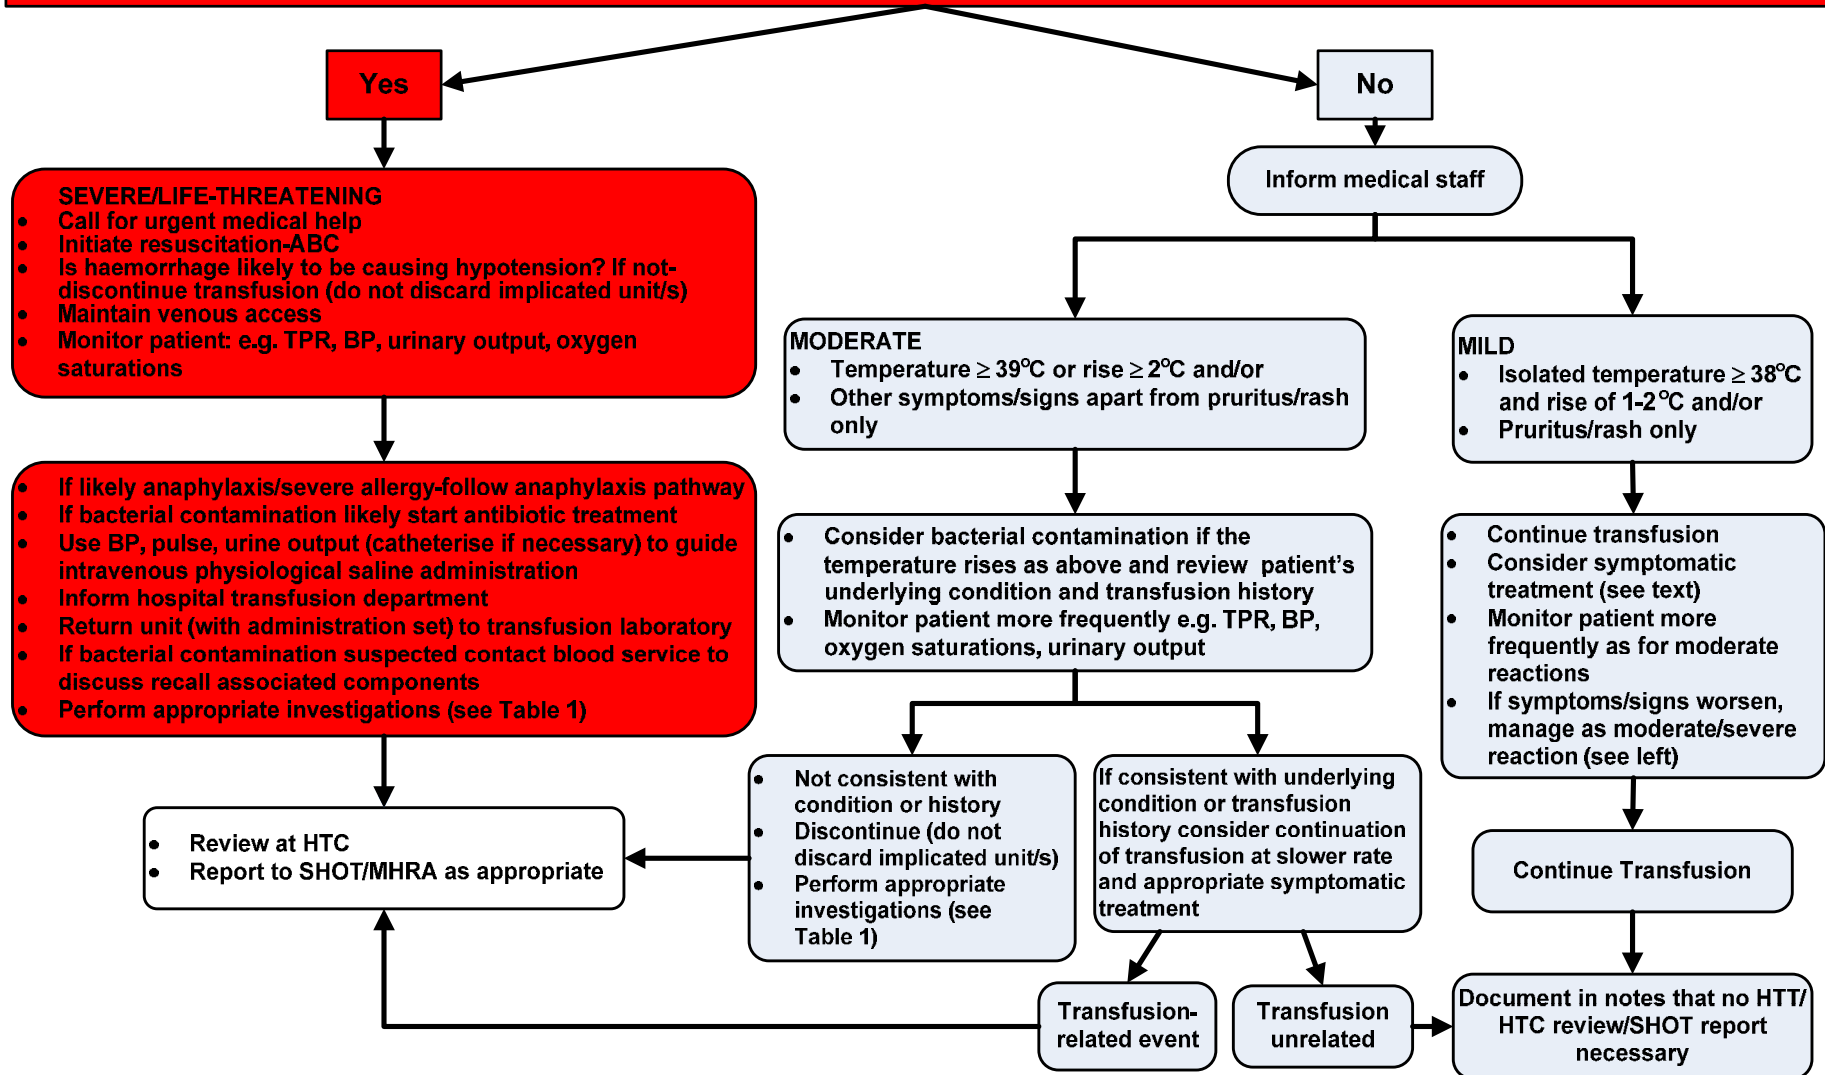 Yes
No
SEVERE/LIFE-THREATENING
• Call for urgent medical help
• Initiate resuscitation-ABC
• Is haemorrhage likely to be causing hypotension? If not-
discontinue transfusion (do not discard implicated unit/s)
• Maintain venous access
• Monitor patient: e.g. TPR, BP, urinary output, oxygen
saturations
Inform medical staff
MODERATE
• Temperature ≥ 39°C or rise ≥ 2°C and/or
• Other symptoms/signs apart from pruritus/rash
only
MILD
• Isolated temperature ≥ 38°C
and rise of 1-2°C and/or
• Pruritus/rash only
• If likely anaphylaxis/severe allergy-follow anaphylaxis pathway
• If bacterial contamination likely start antibiotic treatment
• Use BP, pulse, urine output (catheterise if necessary) to guide
intravenous physiological saline administration
• Inform hospital transfusion department
• Return unit (with administration set) to transfusion laboratory
• If bacterial contamination suspected contact blood service to
discuss recall associated components
• Perform appropriate investigations (see Table 1)
• Consider bacterial contamination if the
temperature rises as above and review patient's
underlying condition and transfusion history
• Monitor patient more frequently e.g. TPR, BP,
oxygen saturations, urinary output
• Continue transfusion
• Consider symptomatic
treatment (see text)
• Monitor patient more
frequently as for moderate
reactions
• If symptoms/signs worsen,
manage as moderate/severe
reaction (see left)
• Review at HTC
• Report to SHOT/MHRA as appropriate
• Not consistent with
condition or history
• Discontinue (do not
discard implicated unit/s)
• Perform appropriate
investigations (see
Table 1)
If consistent with underlying
condition or transfusion
history consider continuation
of transfusion at slower rate
and appropriate symptomatic
treatment
Continue Transfusion
Transfusion-
related event
Transfusion
unrelated
Document in notes that no HTT/
HTC review/SHOT report
necessary